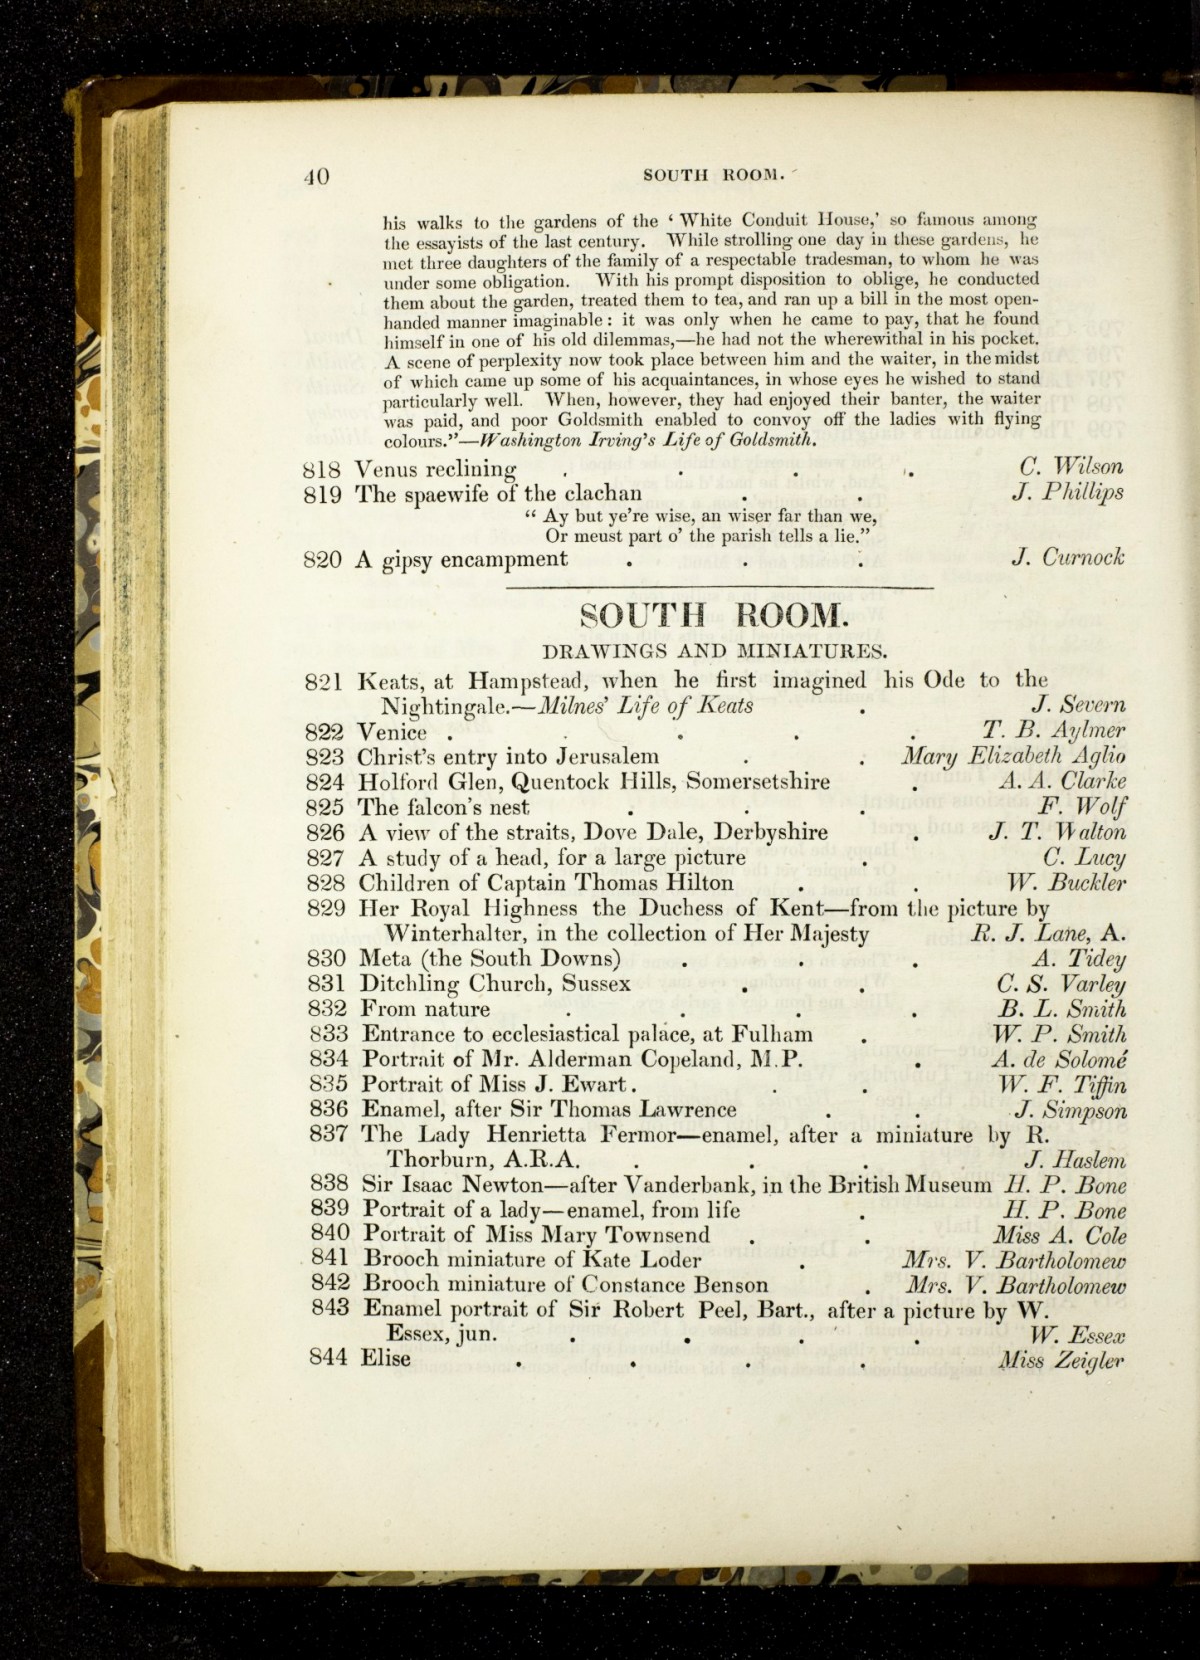 40 SOUTH ROOM.
his walks to the gardens of the ‘White Conduit House,’ so famous among
the essayists of the last century. While strolling one day in these gardens, he
met three daughters of the family of a respectable tradesman, to whom he was
under some obligation. With his prompt disposition to oblige, he conducted
them about the garden, treated them to tea, and ran up a bill in the most open-
handed manner imaginable: it was only when he came to pay, that he found
himself in one of his old dilemmas,—he had not the wherewithal in his pocket.
A scene of perplexity now took place between him and the waiter, in the midst
of which came up some of his acquaintances, in whose eyes he wished to stand
particularly well. When, however, they had enjoyed their banter, the waiter
was paid, and poor Goldsmith enabled to convoy off the ladies with flying
colours.”—Washington Irving's Life of Goldsmith.
818 Venus reclining . . . . C. Wilson
819 The spaewife of the clachan . . J. Phillips
“ Ay but ye're wise, an wiser far than we,
Or meust part o' the parish tells a lie.”
820 A gipsy encampment . . . J. Curnock
SOUTH ROOM.
DRAWINGS AND MINIATURES.
821 Keats, at Hampstead, when he first imagined his Ode to the
Nightingale.—Milnes' Life of Keats . J. Severn
822 Venice . . . . . T. B. Aylmer
823 Christ's entry into Jerusalem . . Mary Elizabeth Aglio
824 Holford Glen, Quentock Hills, Somersetshire . A. A. Clarke
825 The falcon's nest . . . F. Wolf
826 A view of the straits, Dove Dale, Derbyshire . J. T. Walton
827 A study of a head, for a large picture . C. Lucy
828 Children of Captain Thomas Hilton . . W. Buckler
829 Her Royal Highness the Duchess of Kent—from the picture by
Winterhalter, in the collection of Her Majesty R. J. Lane, A.
830 Meta (the South Downs) . . . A. Tidey
831 Ditchling Church, Sussex . . C. S. Varley
832 From nature . . . . B. L. Smith
833 Entrance to ecclesiastical palace, at Fulham . W. P. Smith
834 Portrait of Mr. Alderman Copeland, M.P. . A. de Solomé
835 Portrait of Miss J. Ewart . . . W. F. Tiffin
836 Enamel, after Sir Thomas Lawrence . . J. Simpson
837 The Lady Henrietta Fermor—enamel, after a miniature by R.
Thorburn, A.R.A. . . . J. Haslem
838 Sir Isaac Newton—after Vanderbank, in the British Museum H. P. Bone
839 Portrait of a lady—enamel, from life . H. P. Bone
840 Portrait of Miss Mary Townsend . . Miss A. Cole
841 Brooch miniature of Kate Loder . Mrs. V. Bartholomew
842 Brooch miniature of Constance Benson . Mrs. V. Bartholomew
843 Enamel portrait of Sir Robert Peel, Bart., after a picture by W.
Essex, jun. . . . . W. Essex
844 Elise . . . . Miss Zeigler